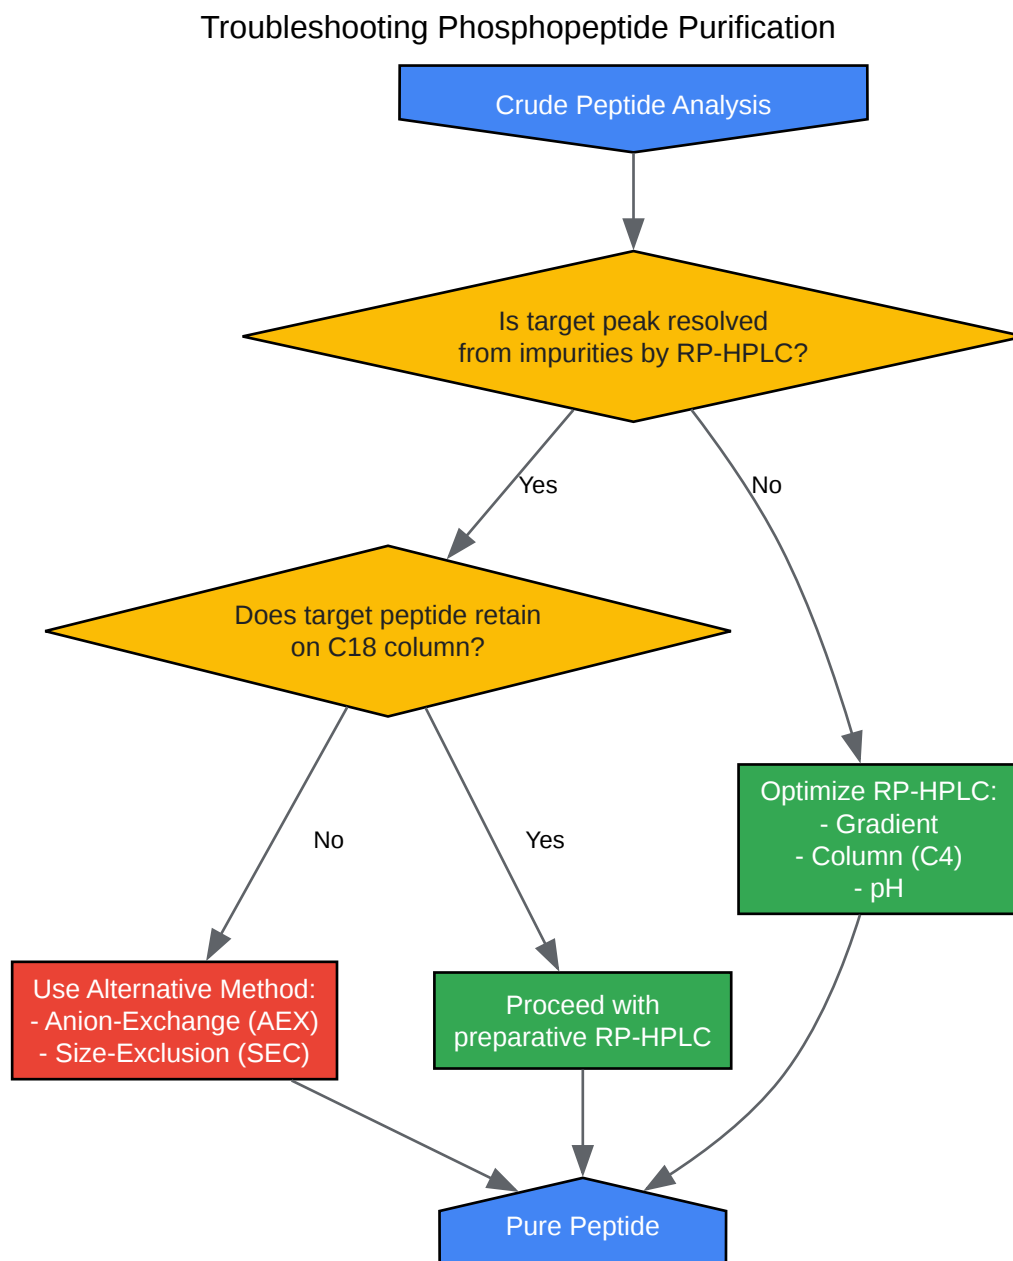 Troubleshooting Phosphopeptide Purification
Crude Peptide Analysis
Is target peak resolved
from impurities by RP-HPLC?
Yes
No
Does target peptide retain
on C18 column?
No
Yes
Optimize RP-HPLC:
- Gradient
- Column (C4)
- pH
Use Alternative Method:
- Anion-Exchange (AEX)
- Size-Exclusion (SEC)
Proceed with
preparative RP-HPLC
Pure Peptide